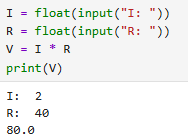 I = float(input("I: "))
R = float(input("R: "))
V = I * R
print(V)
I:  2
R:  40
80.0